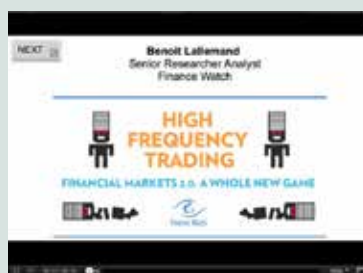 NEXT
Benoit Lallemand
Senior Researcher Analyst
Finance Watch
HIGH
FREQUENCY
TRADING
FINANCIAL MARKETS 2.0. A WHOLE NEW GAME